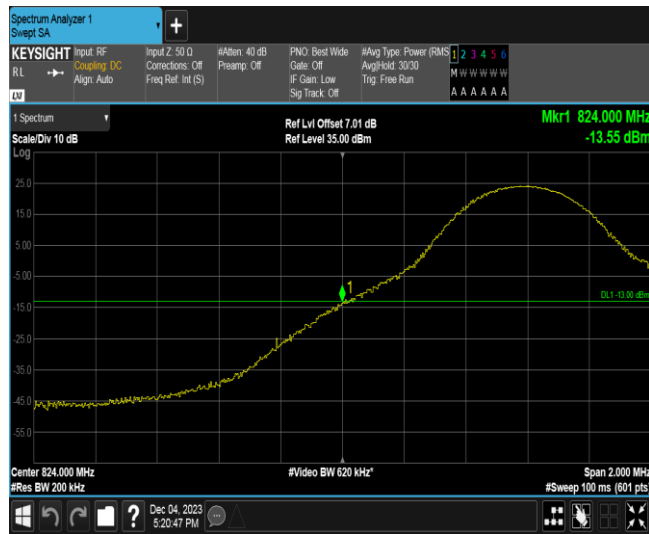 Spectrum Analyzer 1
Swept SA
+
KEYSIGHT
RL
LXI
Input: RF
Coupling: DC
Align: Auto
Input Z: 50 Ω
Corrections: Off
Freq Ref: Int (S)
#Atten: 40 dB
Preamp: Off
PNO: Best Wide
Gate: Off
IF Gain: Low
Sig Track: Off
#Avg Type: Power (RMS
Avg|Hold: 30/30
Trig: Free Run
1 2 3 4 5 6
M W W W W W
A A A A A A
1 Spectrum
Scale/Div 10 dB
Log
Ref Lvl Offset 7.01 dB
Ref Level 35.00 dBm
Mkr1 824.000 MHz
-13.55 dBm
25.0
15.0
5.00
-5.00
-15.0
-25.0
-35.0
-45.0
-55.0
1
DL1 -13.00 dBm
Center 824.000 MHz
#Res BW 200 kHz
#Video BW 620 kHz*
Span 2.000 MHz
#Sweep 100 ms (601 pts
?
Dec 04, 2023
5:20:47 PM